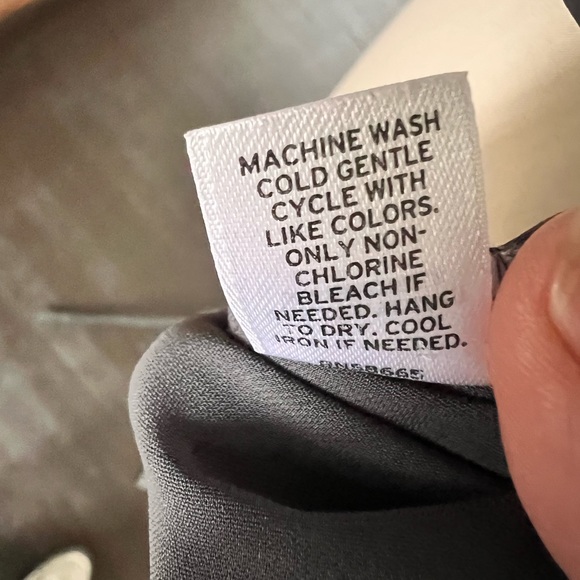 MACHINE WASH
COLD GENTLE
CYCLE WITH
LIKE COLORS.
ONLY NON-
CHLORINE
BLEACH IF
NEEDED. HANG
TO DRY. COOL
IRON IF NEEDED.